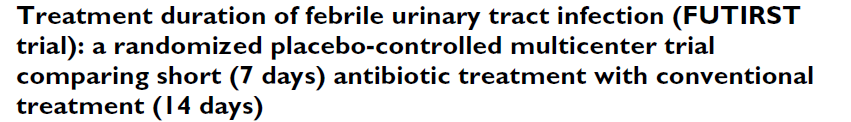 Treatment duration of febrile urinary tract infection (FUTIRST
trial): a randomized placebo-controlled multicenter trial
comparing short (7 days) antibiotic treatment with conventional
treatment (14 days)